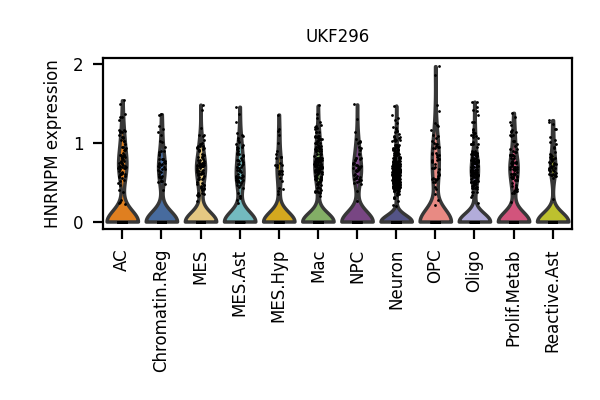 UKF296
HNRNPM expression
2
1
0
AC
Chromatin.Reg
MES
MES.Ast
MES.Hyp
Mac
NPC
Neuron
OPC
Oligo
Prolif.Metab
Reactive.Ast